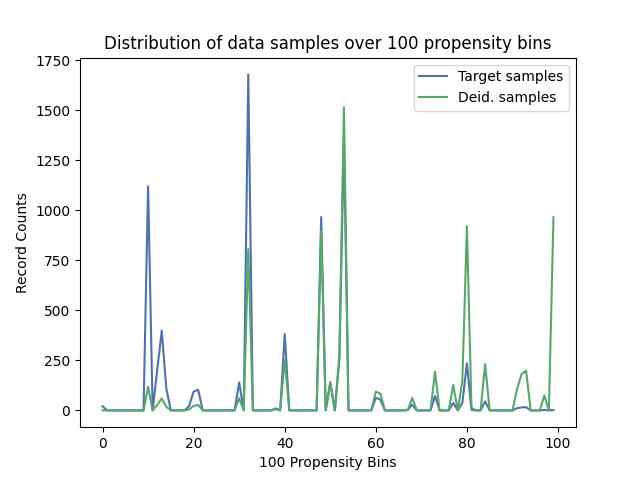 Distribution of data samples over 100 propensity bins
Target samples
Deid. samples
Record Counts
1750
1500
1250
1000
750
500
250
0
0 20 40 60 80 100
100 Propensity Bins